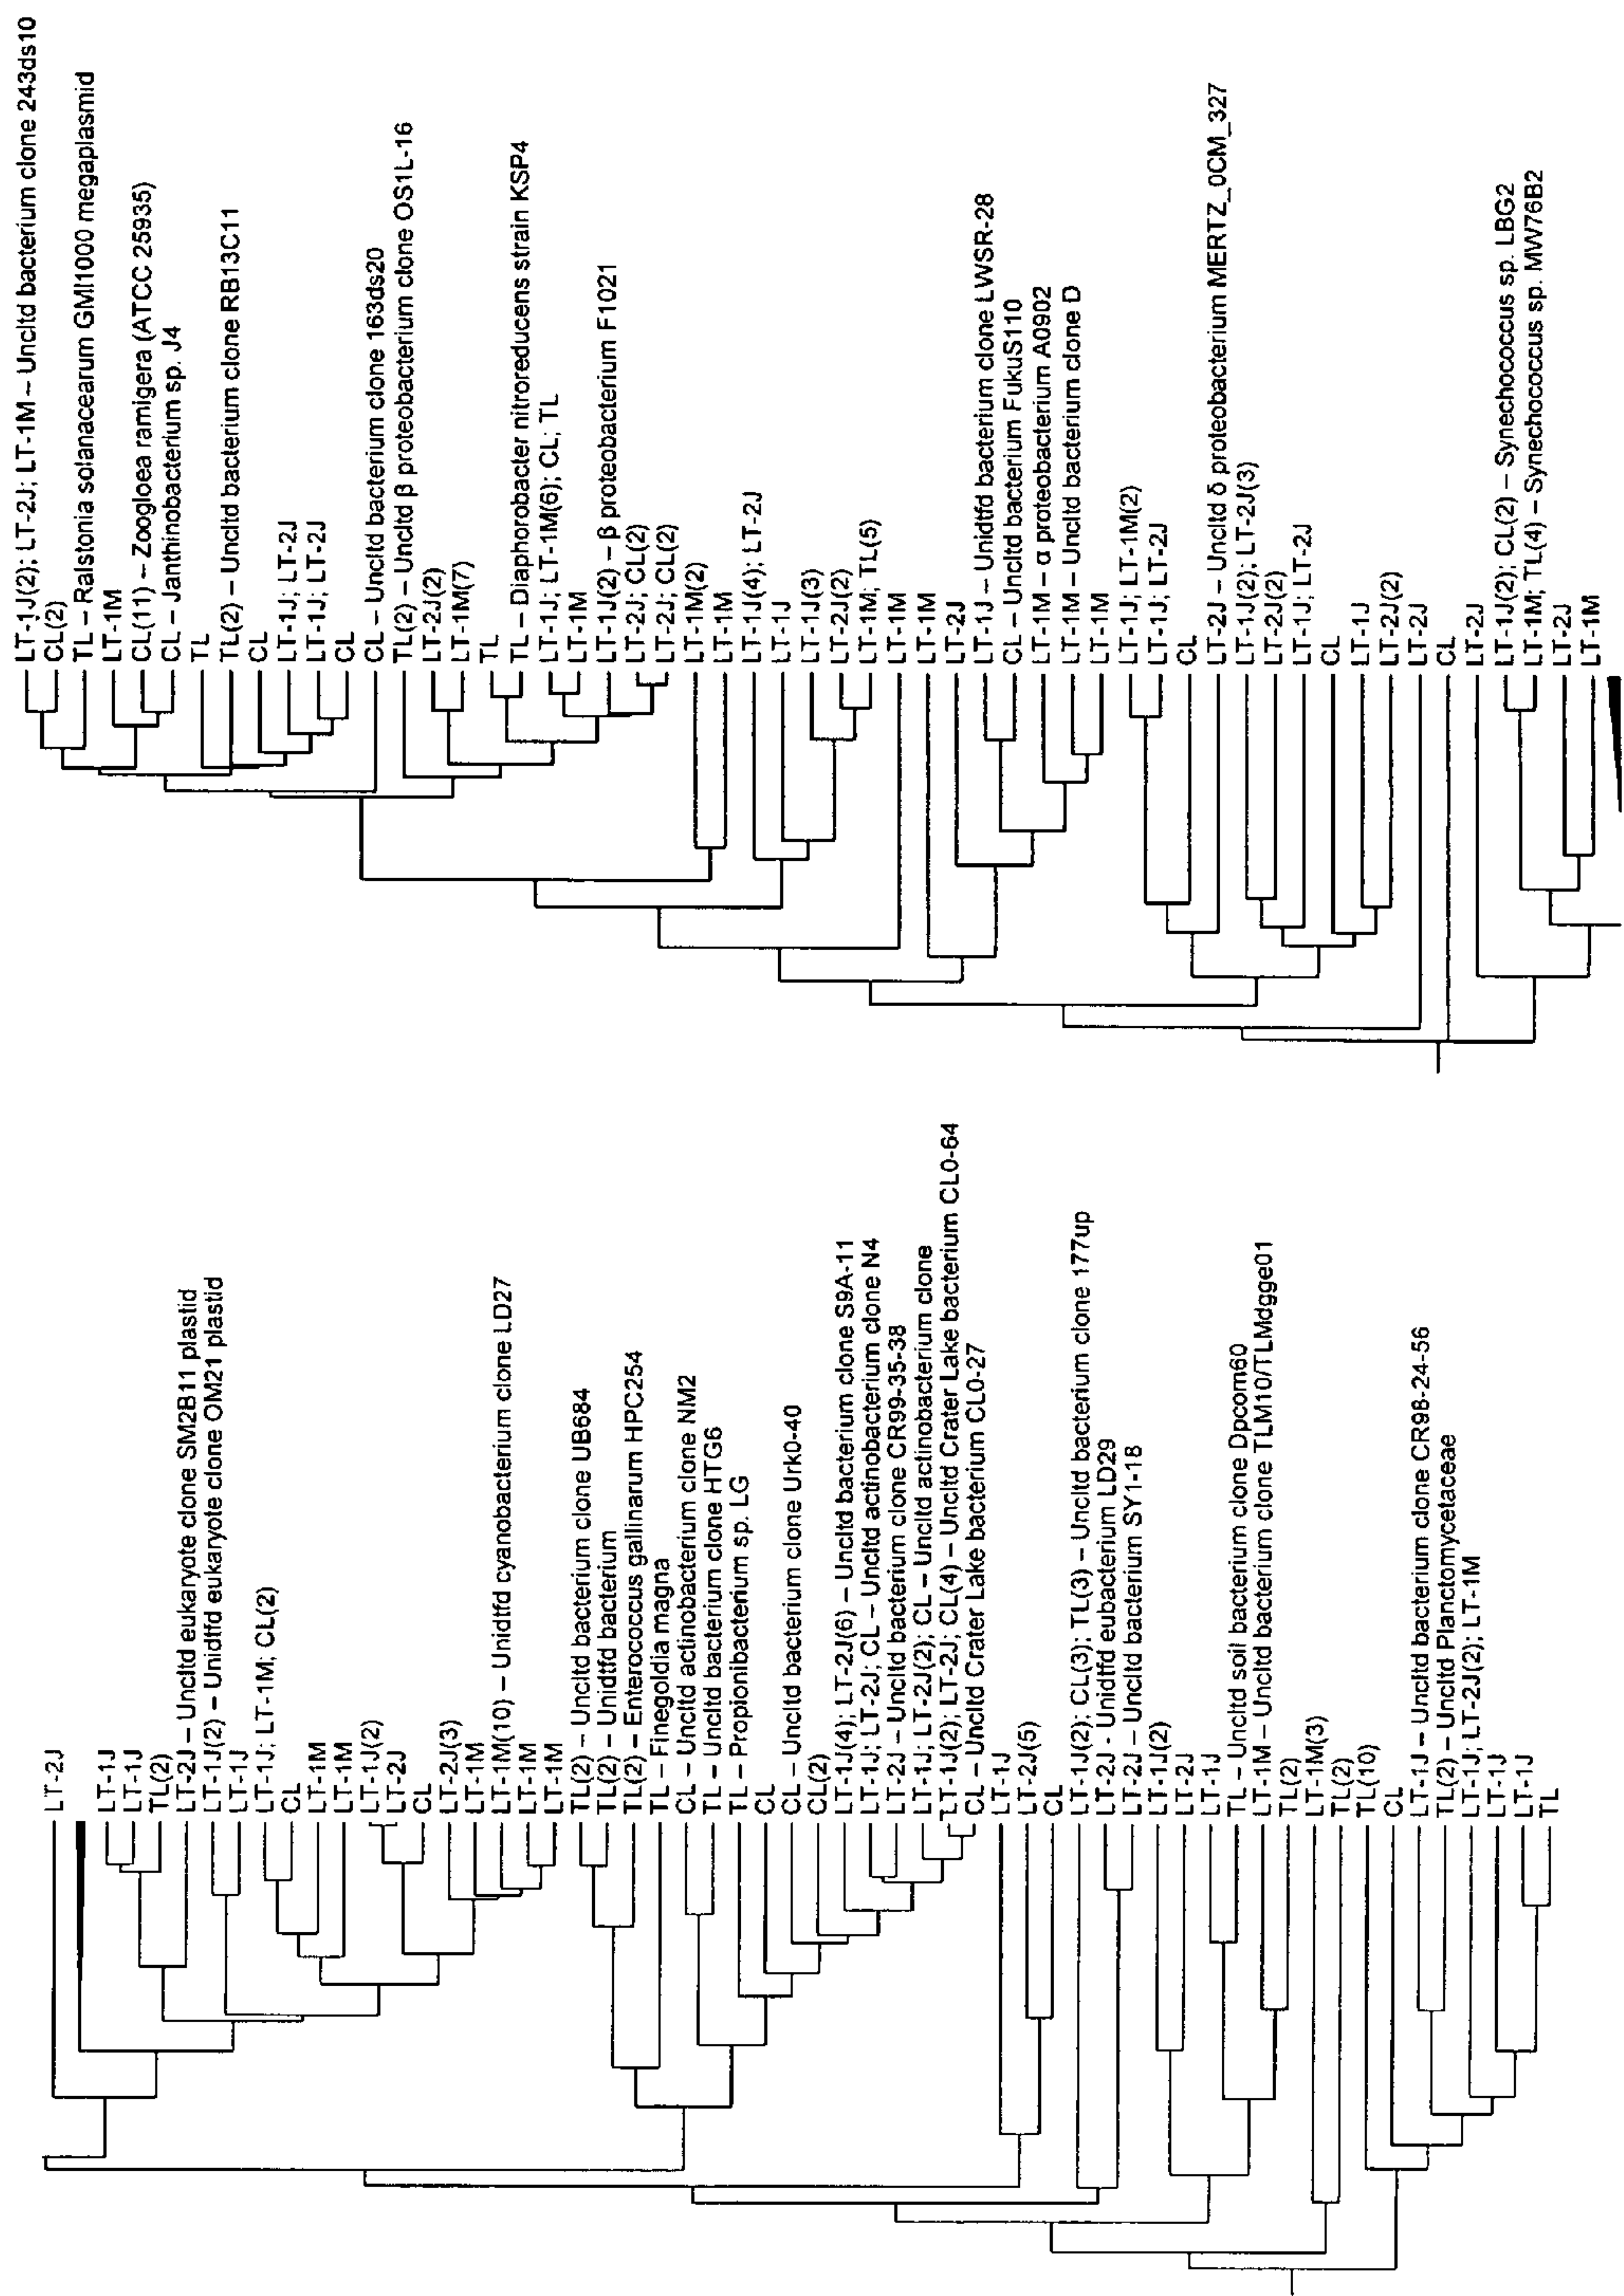 LT-1J(2); LT-2J; LT-1M – Uncltd bacterium clone 243ds10
CL(2)
TL – Ralstonia solanacearum GMI1000 megaplasmid
LT-1M
CL(11) – Zoogloea ramigera (ATCC 25935)
CL – Janthinobacterium sp. J4
TL
TL(2) – Uncltd bacterium clone RB13C11
CL
LT-1J; LT-2J
LT-1J; LT-2J
CL
CL – Uncltd bacterium clone 163ds20
TL(2) – Uncltd β proteobacterium clone OS1L-16
LT-2J(2)
LT-1M(7)
TL
TL – Diaphorobacter nitroreducens strain KSP4
LT-1J; LT-1M(6); CL; TL
LT-1M
LT-1J(2) – β proteobacterium F1021
LT-2J; CL(2)
LT-2J; CL(2)
LT-1M(2)
LT-1M
LT-1J(4); LT-2J
LT-1J
LT-1J(3)
LT-2J(2)
LT-1M; TL(5)
LT-1M
LT-1M
LT-2J
LT-1J – Unidtfd bacterium clone LWSR-28
CL – Uncltd bacterium FukuS110
LT-1M – α proteobacterium A0902
LT-1M – Uncltd bacterium clone D
LT-1M
LT-1J; LT-1M(2)
LT-1J; LT-2J
CL
LT-2J – Uncltd δ proteobacterium MERTZ_0CM_327
LT-1J(2); LT-2J(3)
LT-2J(2)
LT-1J; LT-2J
CL
LT-1J
LT-2J(2)
LT-2J
CL
LT-2J
LT-1J(2); CL(2) – Synechococcus sp. LBG2
LT-1M; TL(4) – Synechococcus sp. MW76B2
LT-2J
LT-1M
LT-2J
LT-1J
LT-1J
TL(2)
LT-2J – Uncltd eukaryote clone SM2B11 plastid
LT-1J(2) – Unidtfd eukaryote clone OM21 plastid
LT-1J
LT-1J; LT-1M; CL(2)
CL
LT-1M
LT-1M
LT-1J(2)
LT-2J
CL
LT-2J(3)
LT-1M
LT-1M(10) – Unidtfd cyanobacterium clone LD27
LT-1M
LT-1M
TL(2) – Uncltd bacterium clone UB684
TL(2) – Unidtfd bacterium
TL(2) – Enterococcus gallinarum HPC254
TL – Finegoldia magna
CL – Uncltd actinobacterium clone NM2
TL – Uncltd bacterium clone HTG6
TL – Propionibacterium sp. LG
CL
CL – Uncltd bacterium clone Urk0-40
CL(2)
LT-1J(4); LT-2J(6) – Uncltd bacterium clone S9A-11
LT-1J; LT-2J; CL – Uncltd actinobacterium clone N4
LT-2J – Uncltd bacterium clone CR99-35-38
LT-1J; LT-2J(2); CL – Uncltd actinobacterium clone
LT-1J(2); LT-2J; CL(4) – Uncltd Crater Lake bacterium CL0-64
CL – Uncltd Crater Lake bacterium CL0-27
LT-1J
LT-2J(5)
CL
LT-1J(2); CL(3); TL(3) – Uncltd bacterium clone 177up
LT-2J - Unidtfd eubacterium LD29
LT-2J – Uncltd bacterium SY1-18
LT-1J(2)
LT-2J
LT-1J
TL – Uncltd soil bacterium clone Dpcom60
LT-1M – Uncltd bacterium clone TLM10/TLMdgge01
TL(2)
LT-1M(3)
TL(2)
TL(10)
CL
LT-1J – Uncltd bacterium clone CR98-24-56
TL(2) – Uncltd Planctomycetaceae
LT-1J; LT-2J(2); LT-1M
LT-1J
LT-1J
TL